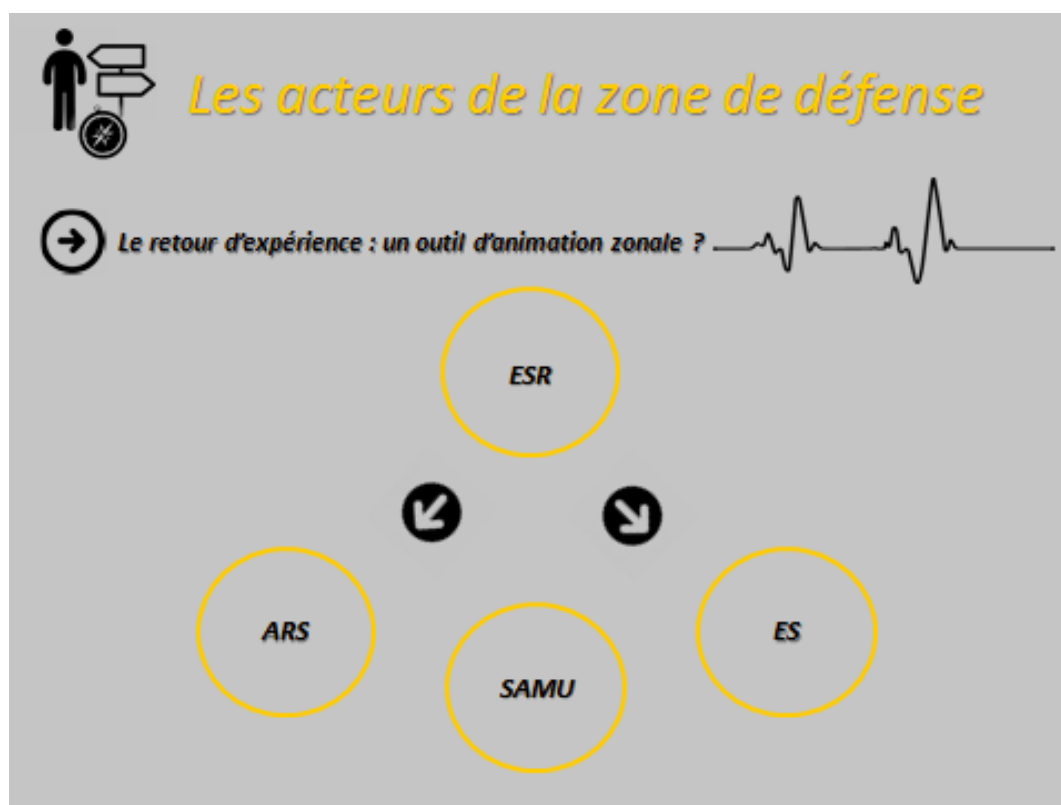 Les acteurs de la zone de défense
Le retour d'expérience : un outil d'animation zonale ?
ESR
ARS
SAMU
ES